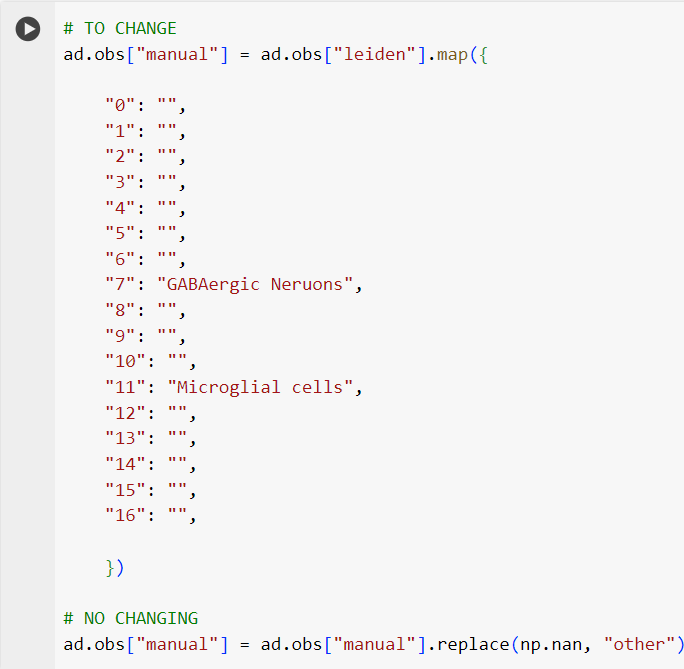 # TO CHANGE
ad.obs["manual"] = ad.obs["leiden"].map({
"0": "",
"1": "",
"2": "",
"3": "",
"4": "",
"5": "",
"6": "",
"7": "GABAergic Neruons",
"8": "",
"9": "",
"10": "",
"11": "Microglial cells",
"12": "",
"13": "",
"14": "",
"15": "",
"16": "",
})
# NO CHANGING
ad.obs["manual"] = ad.obs["manual"].replace(np.nan, "other")